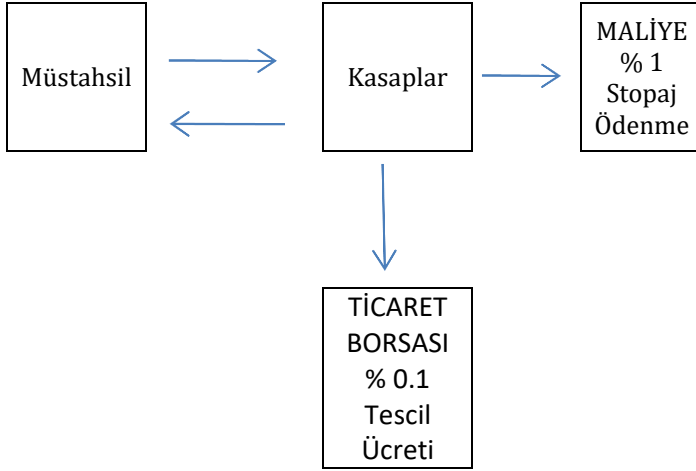 Müstahsil
Kasaplar
MALİYE
% 1
Stopaj
Ödenme
TİCARET
BORSASI
% 0.1
Tescil
Ücreti